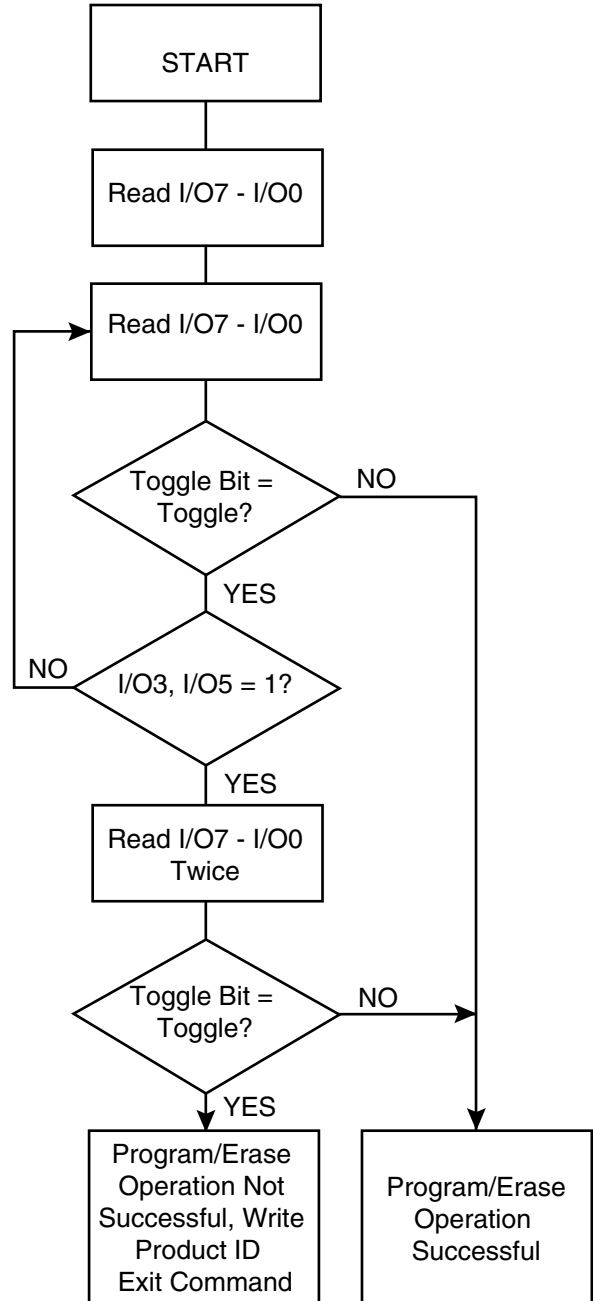 START
Read I/O7 - I/O0
Read I/O7 - I/O0
Toggle Bit =
Toggle?
NO
YES
NO
I/O3, I/O5 = 1?
YES
Read I/O7 - I/O0
Twice
Toggle Bit =
Toggle?
NO
YES
Program/Erase
Operation Not
Successful, Write
Product ID
Exit Command
Program/Erase
Operation
Successful